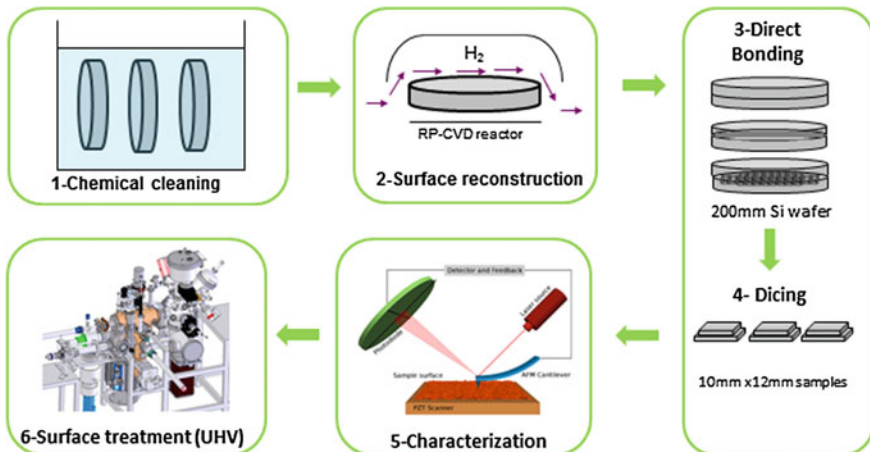 1-Chemical cleaning
H2
RP-CVD reactor
2-Surface reconstruction
3-Direct
Bonding
200mm Si wafer
4- Dicing
10mm x12mm samples
Detector and Feedback
Photodiode
Laser source
Sample surface
AFM Cantilever
PZT Scanner
5-Characterization
6-Surface treatment (UHV)